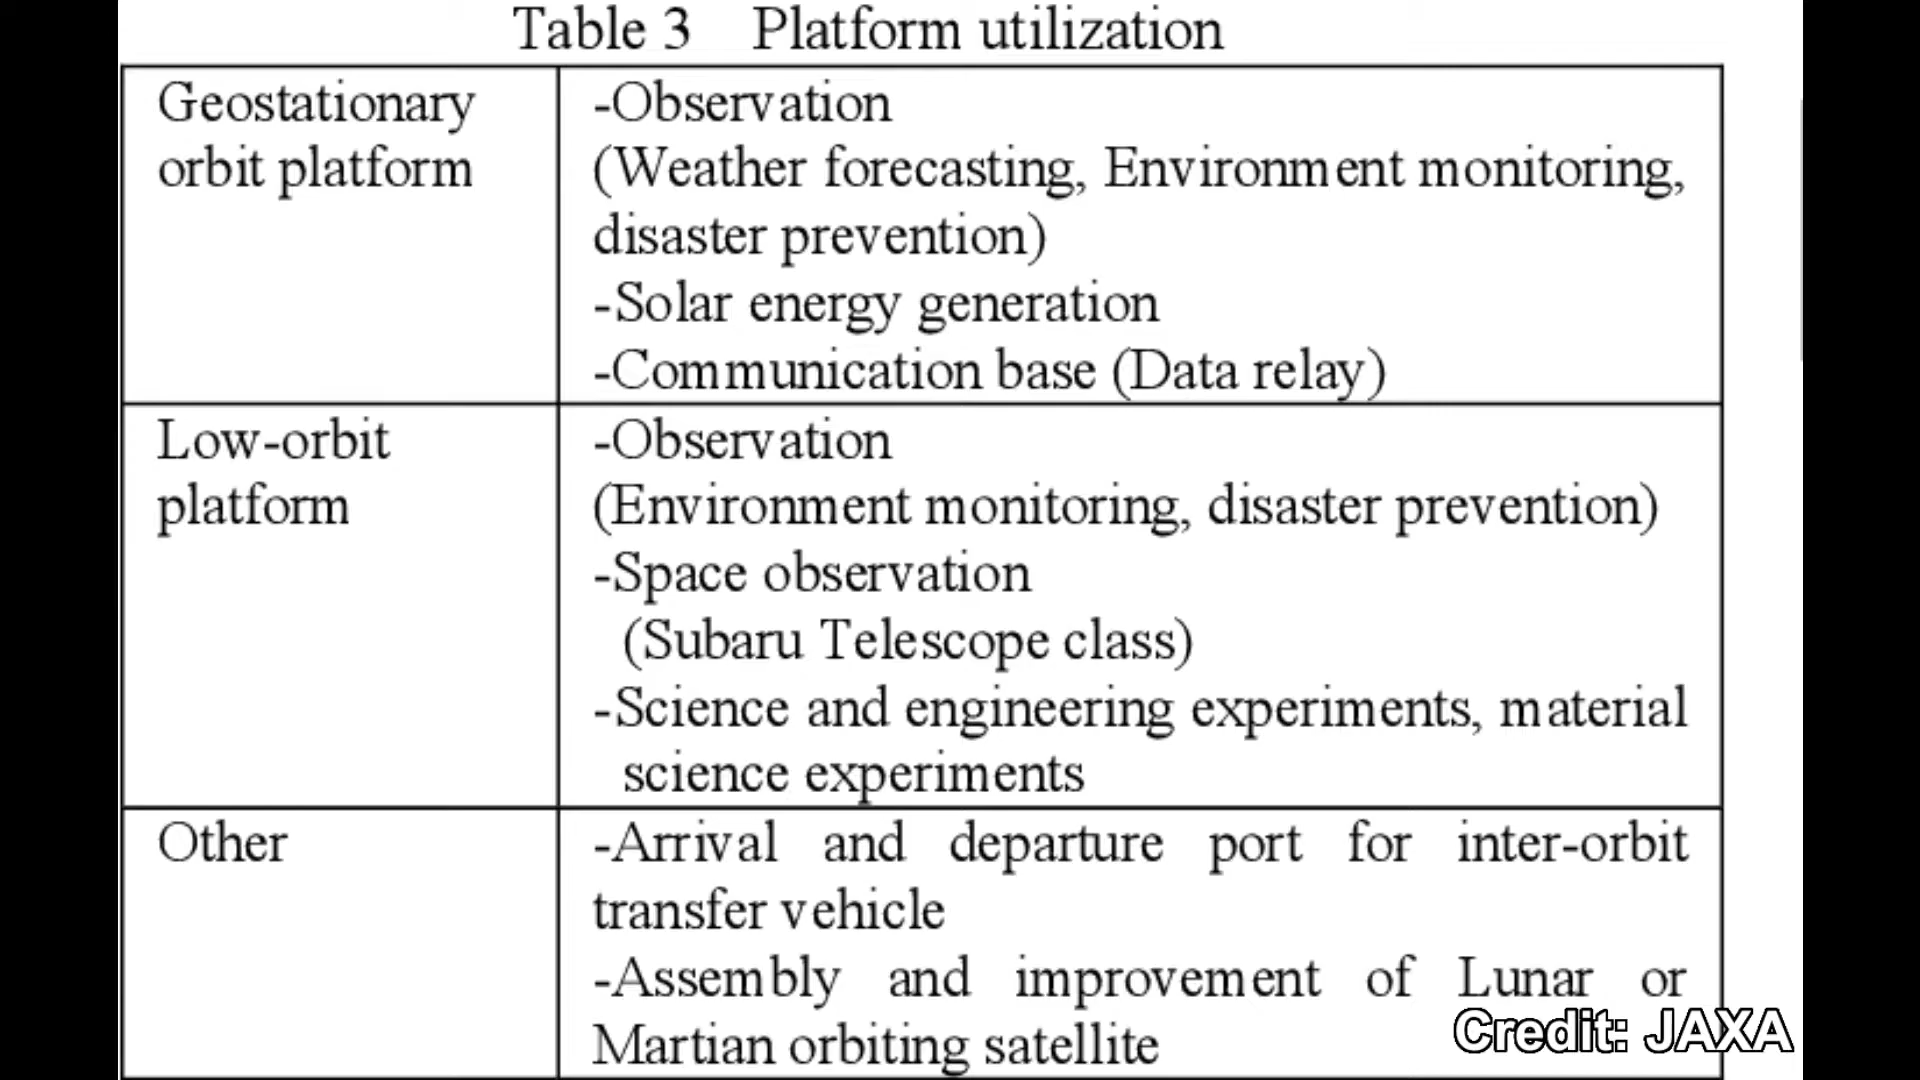 Table 3 Platform utilization
Geostationary
orbit platform
-Observation
(Weather forecasting, Environment monitoring,
disaster prevention)
-Solar energy generation
-Communication base (Data relay)
Low-orbit
platform
-Observation
(Environment monitoring, disaster prevention)
-Space observation
(Subaru Telescope class)
-Science and engineering experiments, material
science experiments
Other
-Arrival and departure port for inter-orbit
transfer vehicle
-Assembly and improvement of Lunar or
Martian orbiting satellite
Credit: JAXA